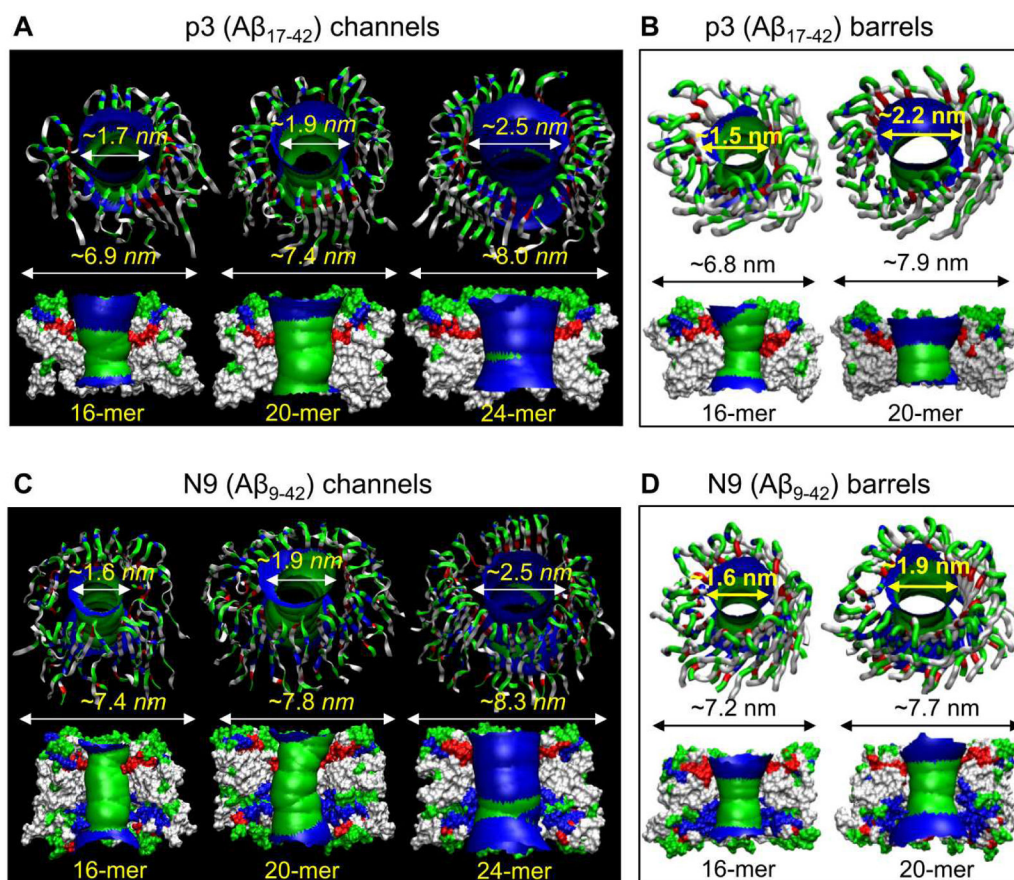 A p3 (Aβ17-42) channels
~1.7 nm ~1.9 nm ~2.5 nm
~6.9 nm ~7.4 nm ~8.0 nm
16-mer 20-mer 24-mer
B p3 (Aβ17-42) barrels
~1.5 nm ~2.2 nm
~6.8 nm ~7.9 nm
16-mer 20-mer
C N9 (Aβ9-42) channels
~1.6 nm ~1.9 nm ~2.5 nm
~7.4 nm ~7.8 nm ~8.3 nm
16-mer 20-mer 24-mer
D N9 (Aβ9-42) barrels
~1.6 nm ~1.9 nm
~7.2 nm ~7.7 nm
16-mer 20-mer